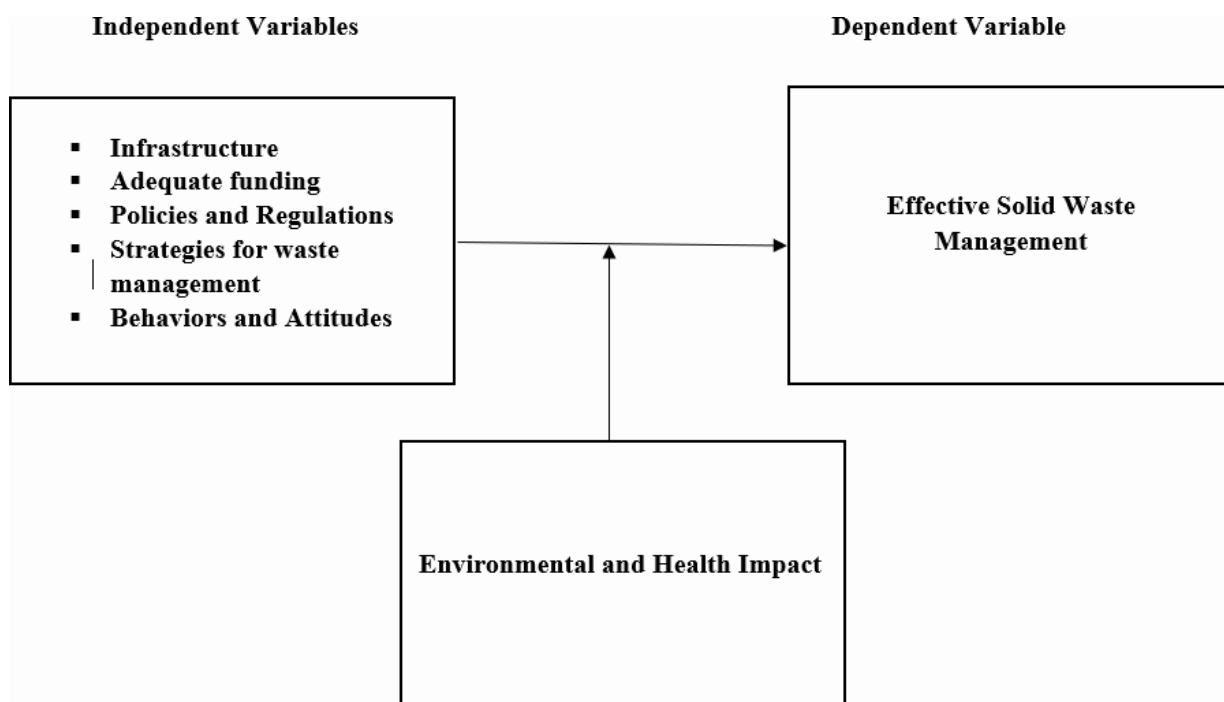 Independent Variables
Dependent Variable
▪ Infrastructure
▪ Adequate funding
▪ Policies and Regulations
▪ Strategies for waste
management
▪ Behaviors and Attitudes
Effective Solid Waste
Management
Environmental and Health Impact